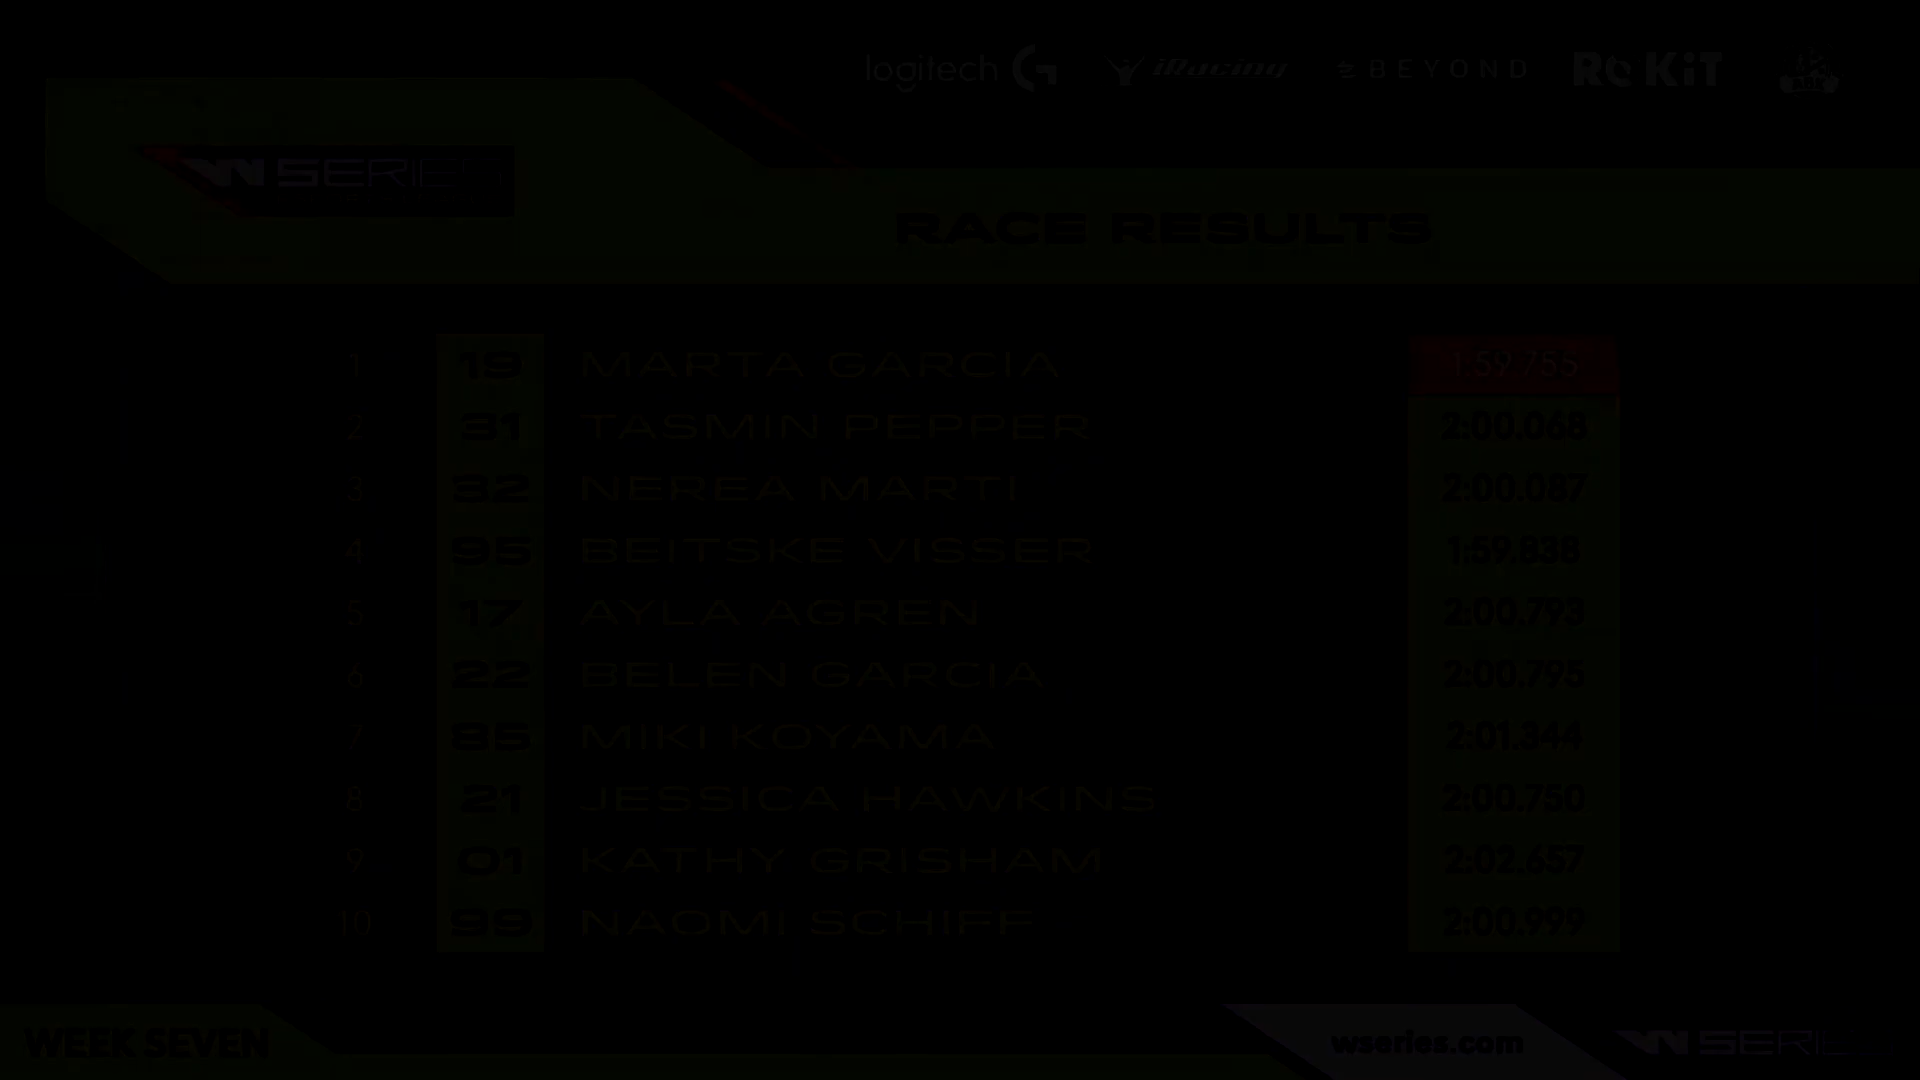 logitech G iRacing BEYOND ROKiT
W SERIES
RACE RESULTS
1 19 MARTA GARCIA 1:59.755
2 31 TASMIN PEPPER 2:00.068
3 32 NEREA MARTI 2:00.087
4 95 BEITSKE VISSER 1:59.838
5 17 AYLA AGREN 2:00.793
6 22 BELEN GARCIA 2:00.795
7 85 MIKI KOYAMA 2:01.344
8 21 JESSICA HAWKINS 2:00.750
9 01 KATHY GRISHAM 2:02.657
10 99 NAOMI SCHIFF 2:00.999
WEEK SEVEN wseries.com W SERIES